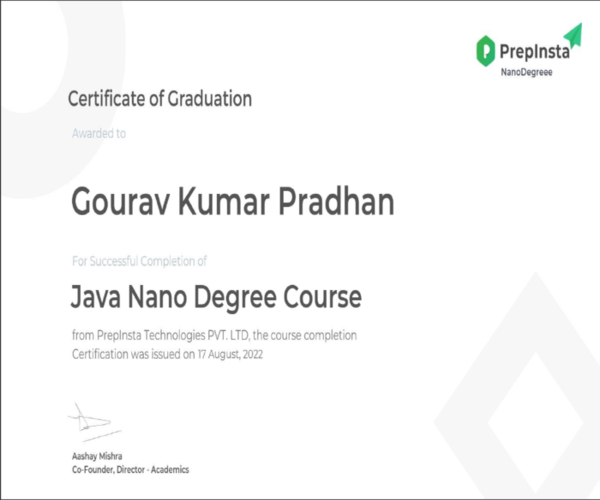 PrepInsta
NanoDegreee
Certificate of Graduation
Awarded to
Gourav Kumar Pradhan
For Successful Completion of
Java Nano Degree Course
from PrepInsta Technologies PVT. LTD, the course completion
Certification was issued on 17 August, 2022
Aashay Mishra
Co-Founder, Director - Academics